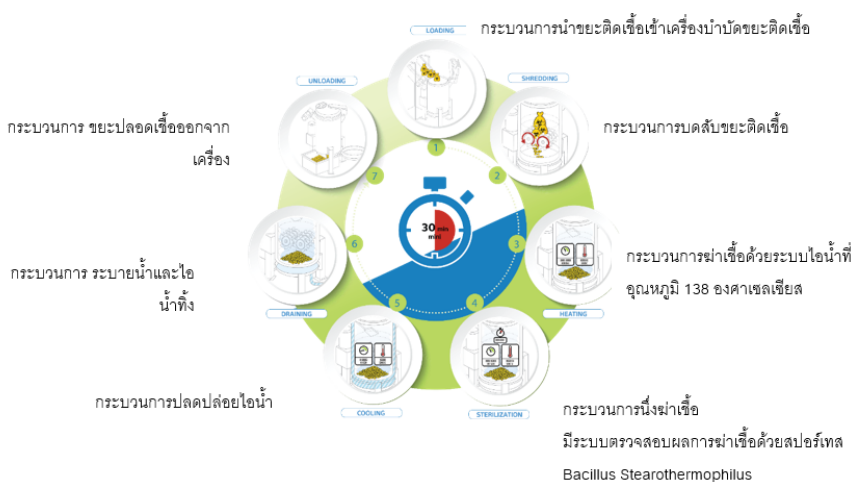 กระบวนการนำขยะติดเชื้อเข้าเครื่องบำบัดขยะติดเชื้อ
LOADING
1
SHREDDING
กระบวนการบดสับขยะติดเชื้อ
2
HEATING
กระบวนการฆ่าเชื้อด้วยระบบไอน้ำที่
อุณหภูมิ 138 องศาเซลเซียส
3
STERILIZATION
กระบวนการนึ่งฆ่าเชื้อ
มีระบบตรวจสอบผลการฆ่าเชื้อด้วยสปอร์เทส
Bacillus Stearothermophilus
4
COOLING
กระบวนการปลดปล่อยไอน้ำ
5
DRAINING
กระบวนการ ระบายน้ำและไอ
น้ำทิ้ง
6
UNLOADING
กระบวนการ ขยะปลอดเชื้อออกจาก
เครื่อง
7
30 min
mini